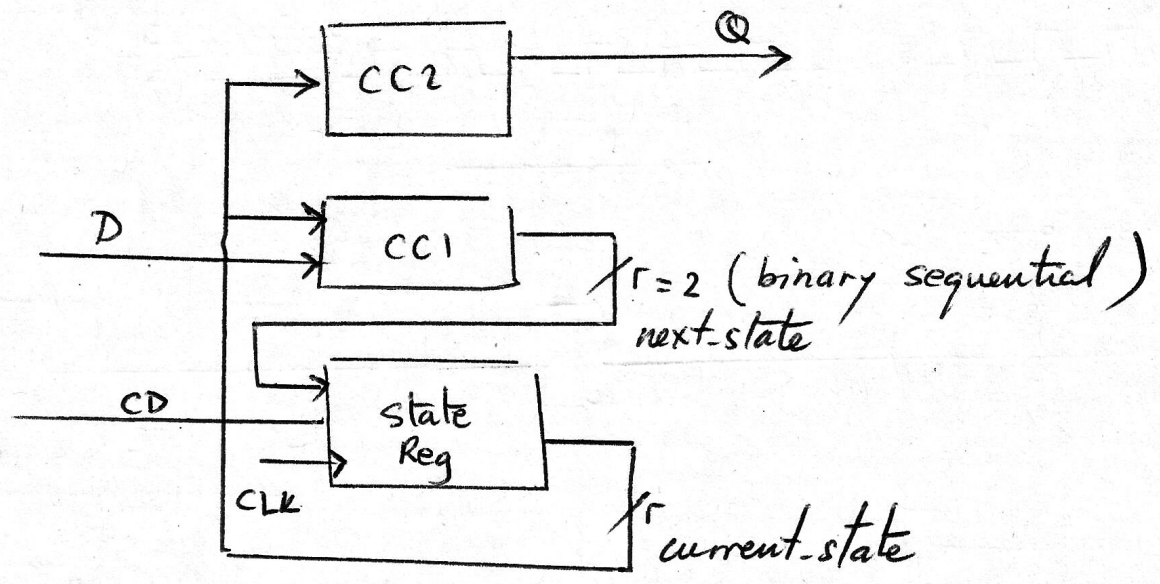 Q
CC2
D
CC1
r=2 (binary sequential)
next_state
CD
State
Reg
CLK
r
current_state